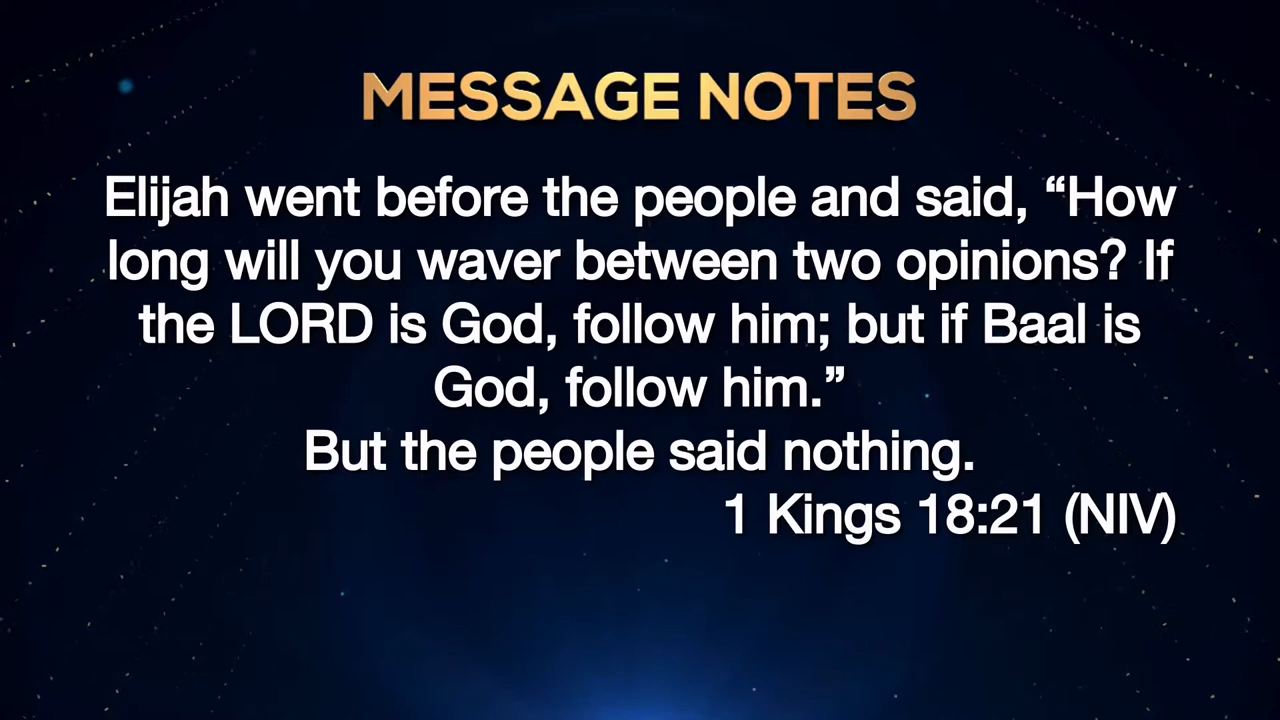 MESSAGE NOTES
Elijah went before the people and said, “How
long will you waver between two opinions? If
the LORD is God, follow him; but if Baal is
God, follow him.”
But the people said nothing.
1 Kings 18:21 (NIV)